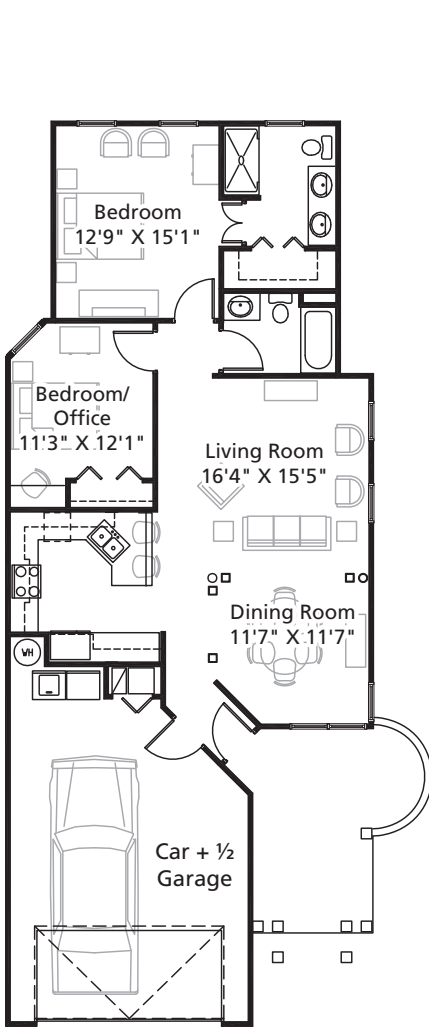 Bedroom
12'9" X 15'1"
Bedroom/
Office
11'3" X 12'1"
Living Room
16'4" X 15'5"
Dining Room
11'7" X 11'7"
WH
Car + ½
Garage